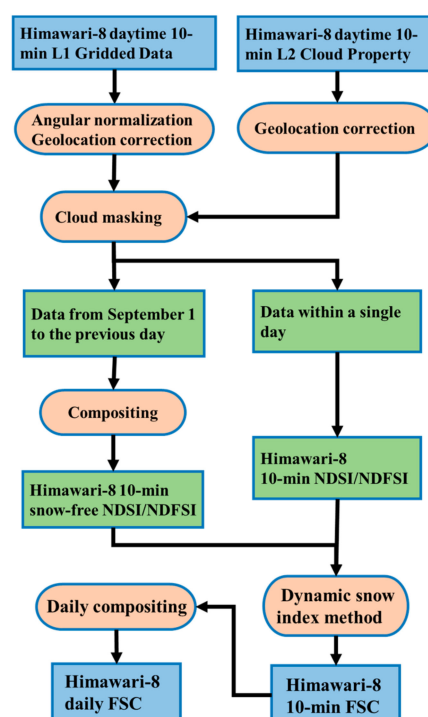 Himawari-8 daytime 10-
min L1 Gridded Data
Himawari-8 daytime 10-
min L2 Cloud Property
Angular normalization
Geolocation correction
Geolocation correction
Cloud masking
Data from September 1
to the previous day
Data within a single
day
Compositing
Himawari-8 10-min
snow-free NDSI/NDFSI
Himawari-8
10-min NDSI/NDFSI
Daily compositing
Dynamic snow
index method
Himawari-8
daily FSC
Himawari-8
10-min FSC